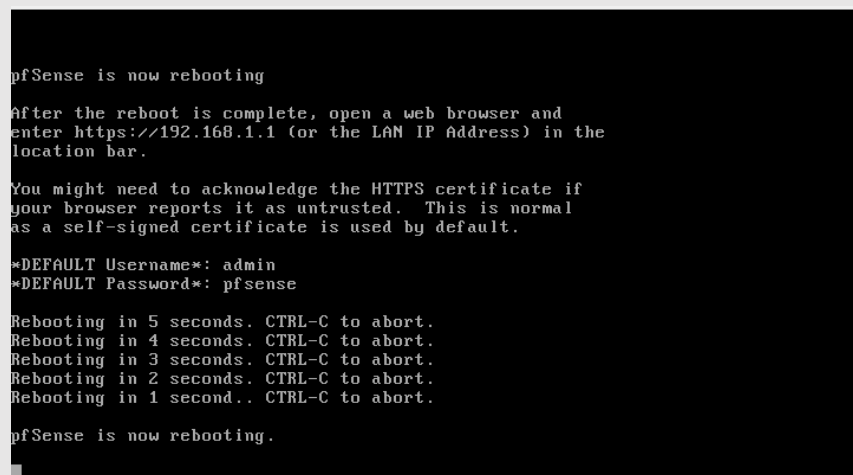 pfSense is now rebooting
After the reboot is complete, open a web browser and
enter https://192.168.1.1 (or the LAN IP Address) in the
location bar.
You might need to acknowledge the HTTPS certificate if
your browser reports it as untrusted.  This is normal
as a self-signed certificate is used by default.
*DEFAULT Username*: admin
*DEFAULT Password*: pfsense
Rebooting in 5 seconds. CTRL-C to abort.
Rebooting in 4 seconds. CTRL-C to abort.
Rebooting in 3 seconds. CTRL-C to abort.
Rebooting in 2 seconds. CTRL-C to abort.
Rebooting in 1 second.. CTRL-C to abort.
pfSense is now rebooting.